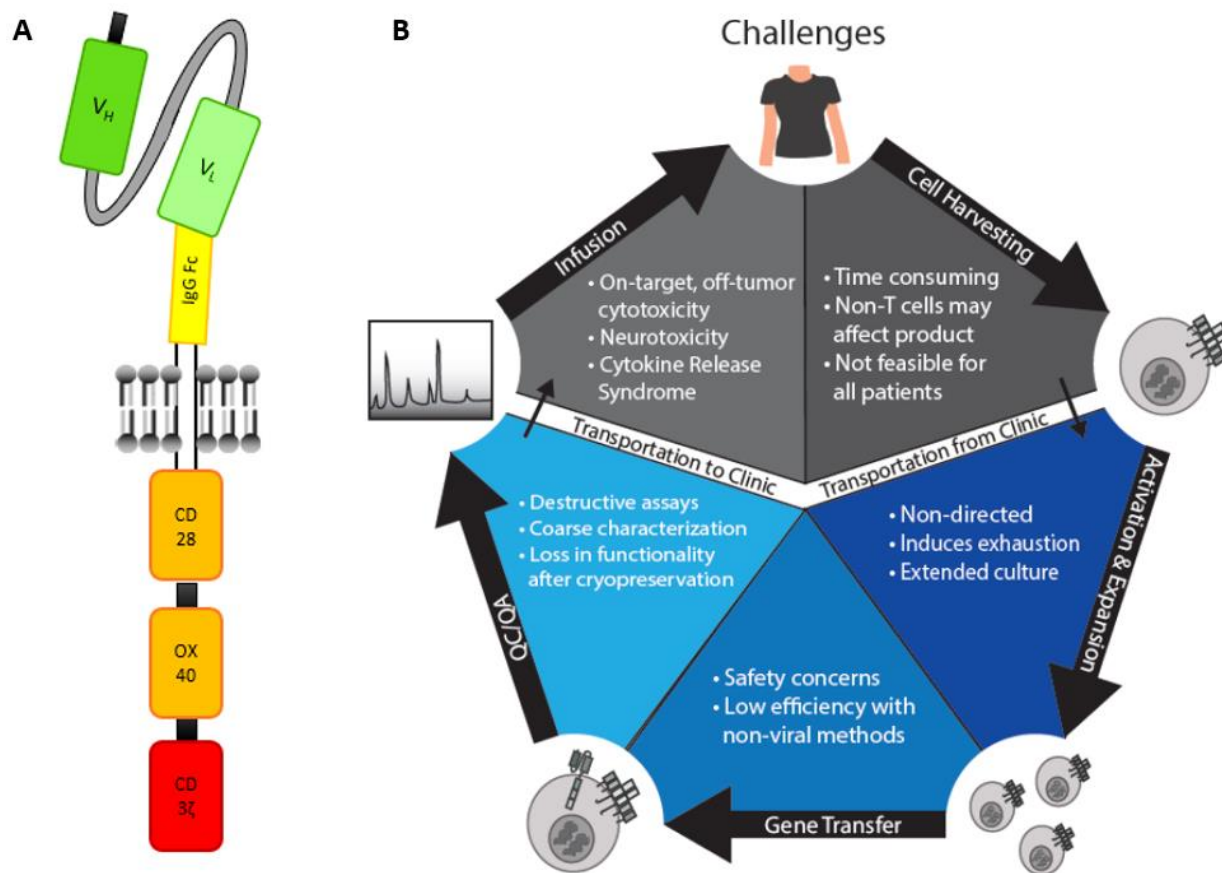 A
V_H
V_L
IgG Fc
CD
28
OX
40
CD
3ζ
B
Challenges
Infusion
• On-target, off-tumor
cytotoxicity
• Neurotoxicity
• Cytokine Release
Syndrome
Cell Harvesting
• Time consuming
• Non-T cells may
affect product
• Not feasible for
all patients
Transportation to Clinic
Transportation from Clinic
• Destructive assays
• Coarse characterization
• Loss in functionality
after cryopreservation
QC/QA
• Non-directed
• Induces exhaustion
• Extended culture
Activation & Expansion
• Safety concerns
• Low efficiency with
non-viral methods
Gene Transfer